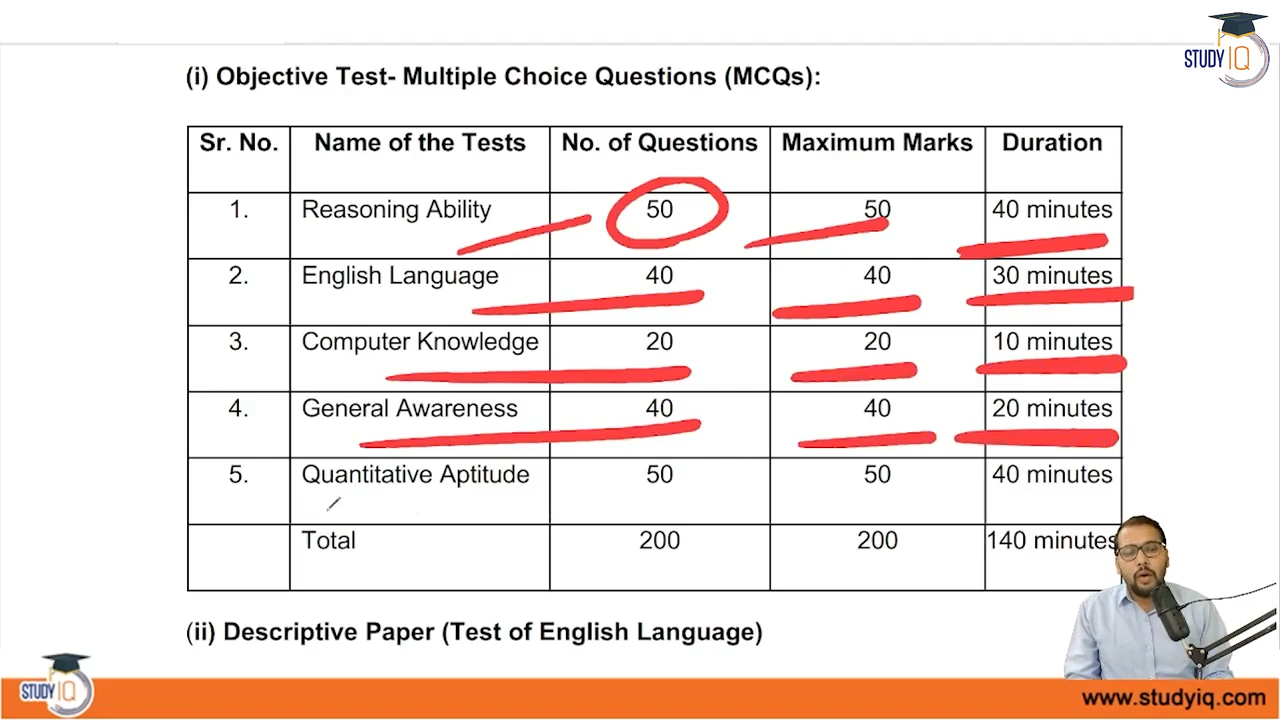 STUDY IQ
(i) Objective Test- Multiple Choice Questions (MCQs):
Sr. No. Name of the Tests No. of Questions Maximum Marks Duration
1. Reasoning Ability 50 50 40 minutes
2. English Language 40 40 30 minutes
3. Computer Knowledge 20 20 10 minutes
4. General Awareness 40 40 20 minutes
5. Quantitative Aptitude 50 50 40 minutes
Total 200 200 140 minutes
(ii) Descriptive Paper (Test of English Language)
STUDY IQ
www.studyiq.com